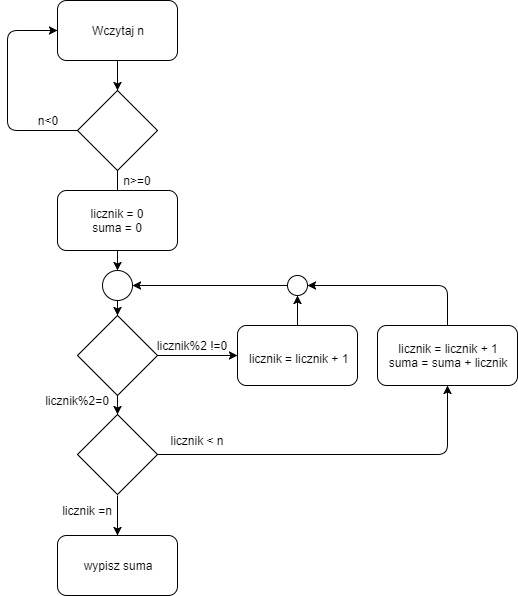 Wczytaj n
n<0
n>=0
licznik = 0
suma = 0
licznik%2 !=0
licznik = licznik + 1
licznik = licznik + 1
suma = suma + licznik
licznik%2=0
licznik < n
licznik =n
wypisz suma